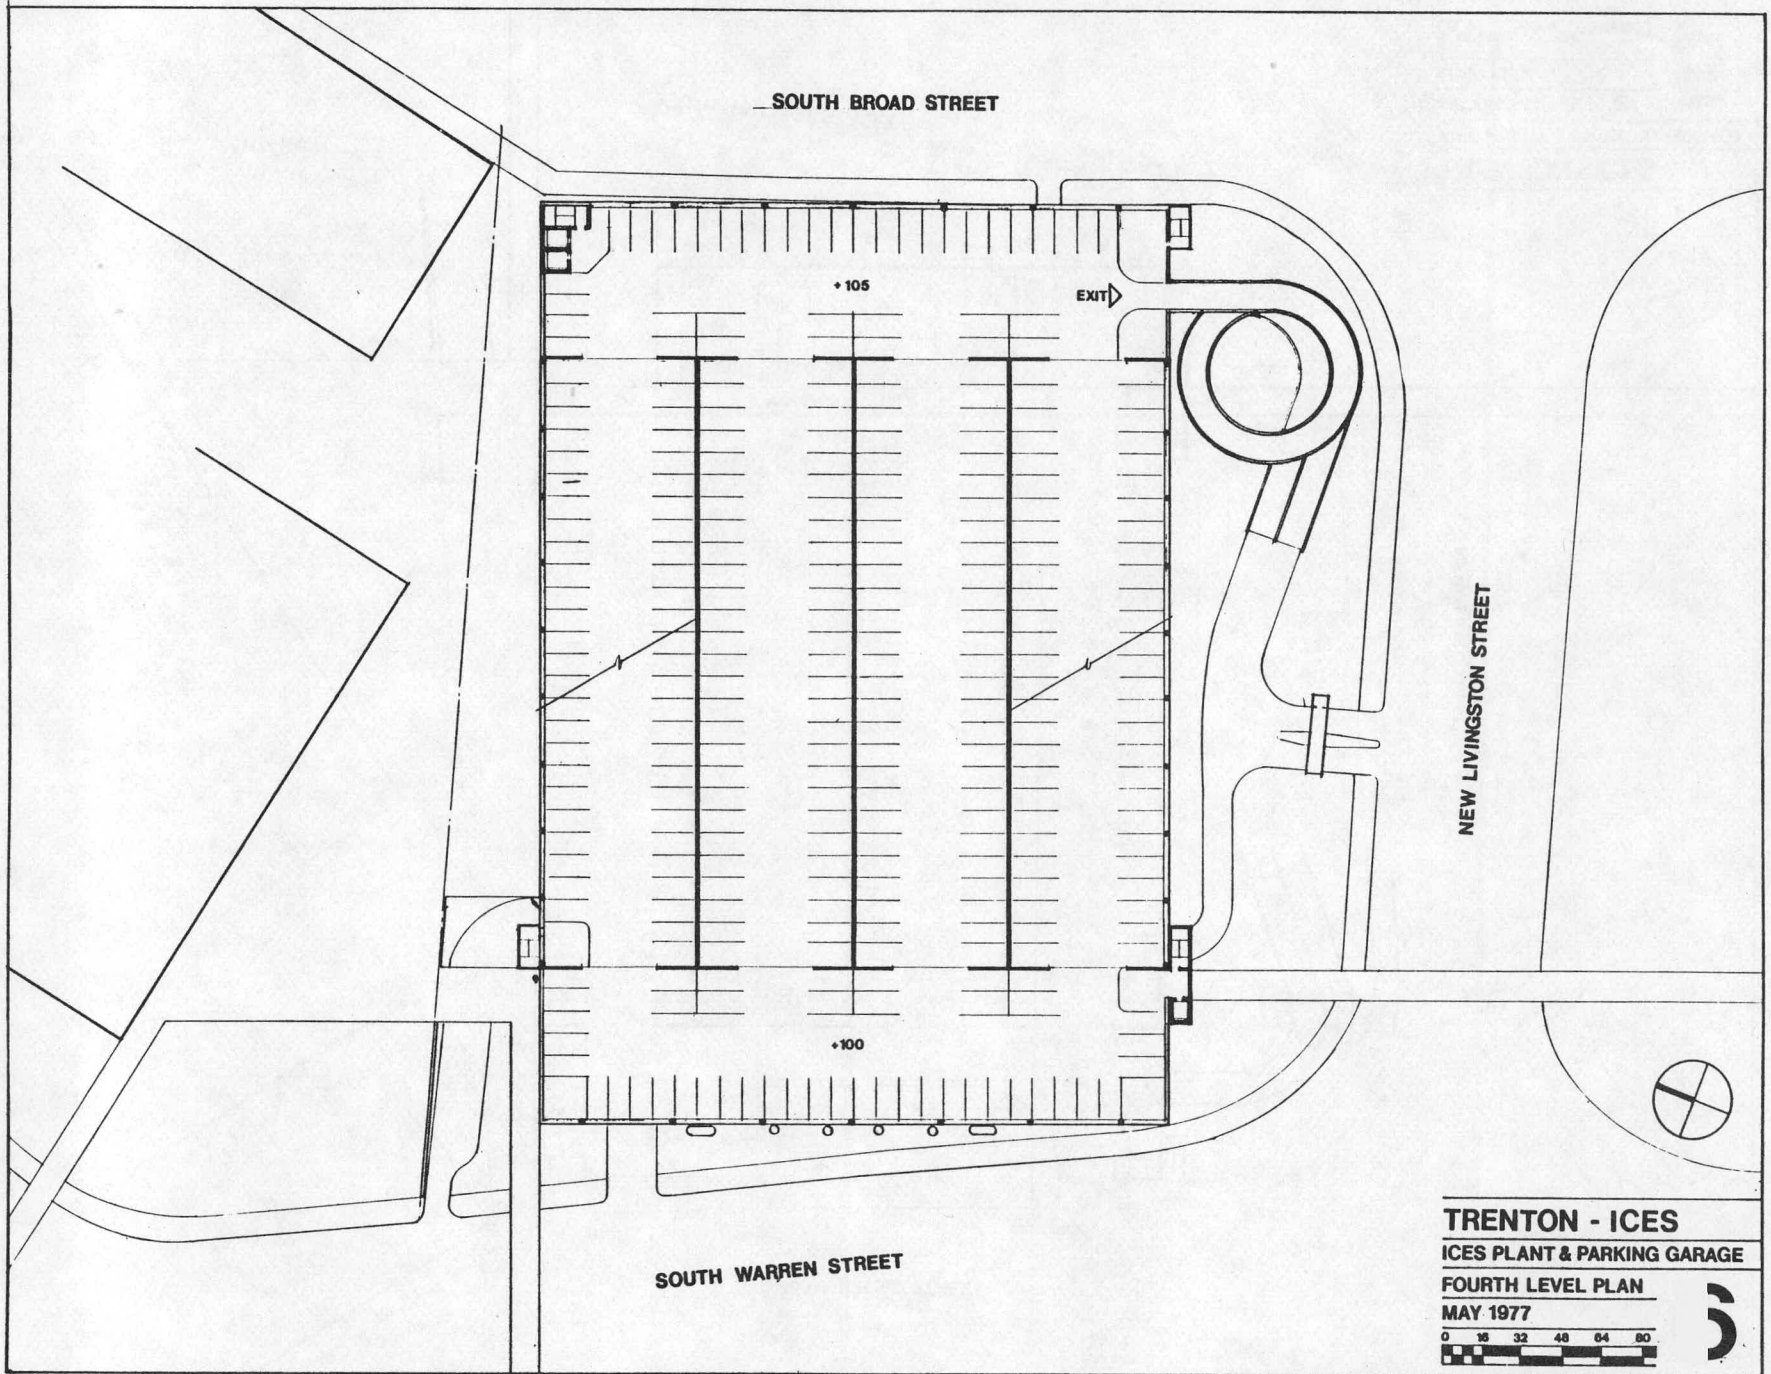 SOUTH BROAD STREET
+105
EXIT
NEW LIVINGSTON STREET
+100
SOUTH WARREN STREET
TRENTON - ICES
ICES PLANT & PARKING GARAGE
FOURTH LEVEL PLAN
MAY 1977
0 16 32 48 64 80